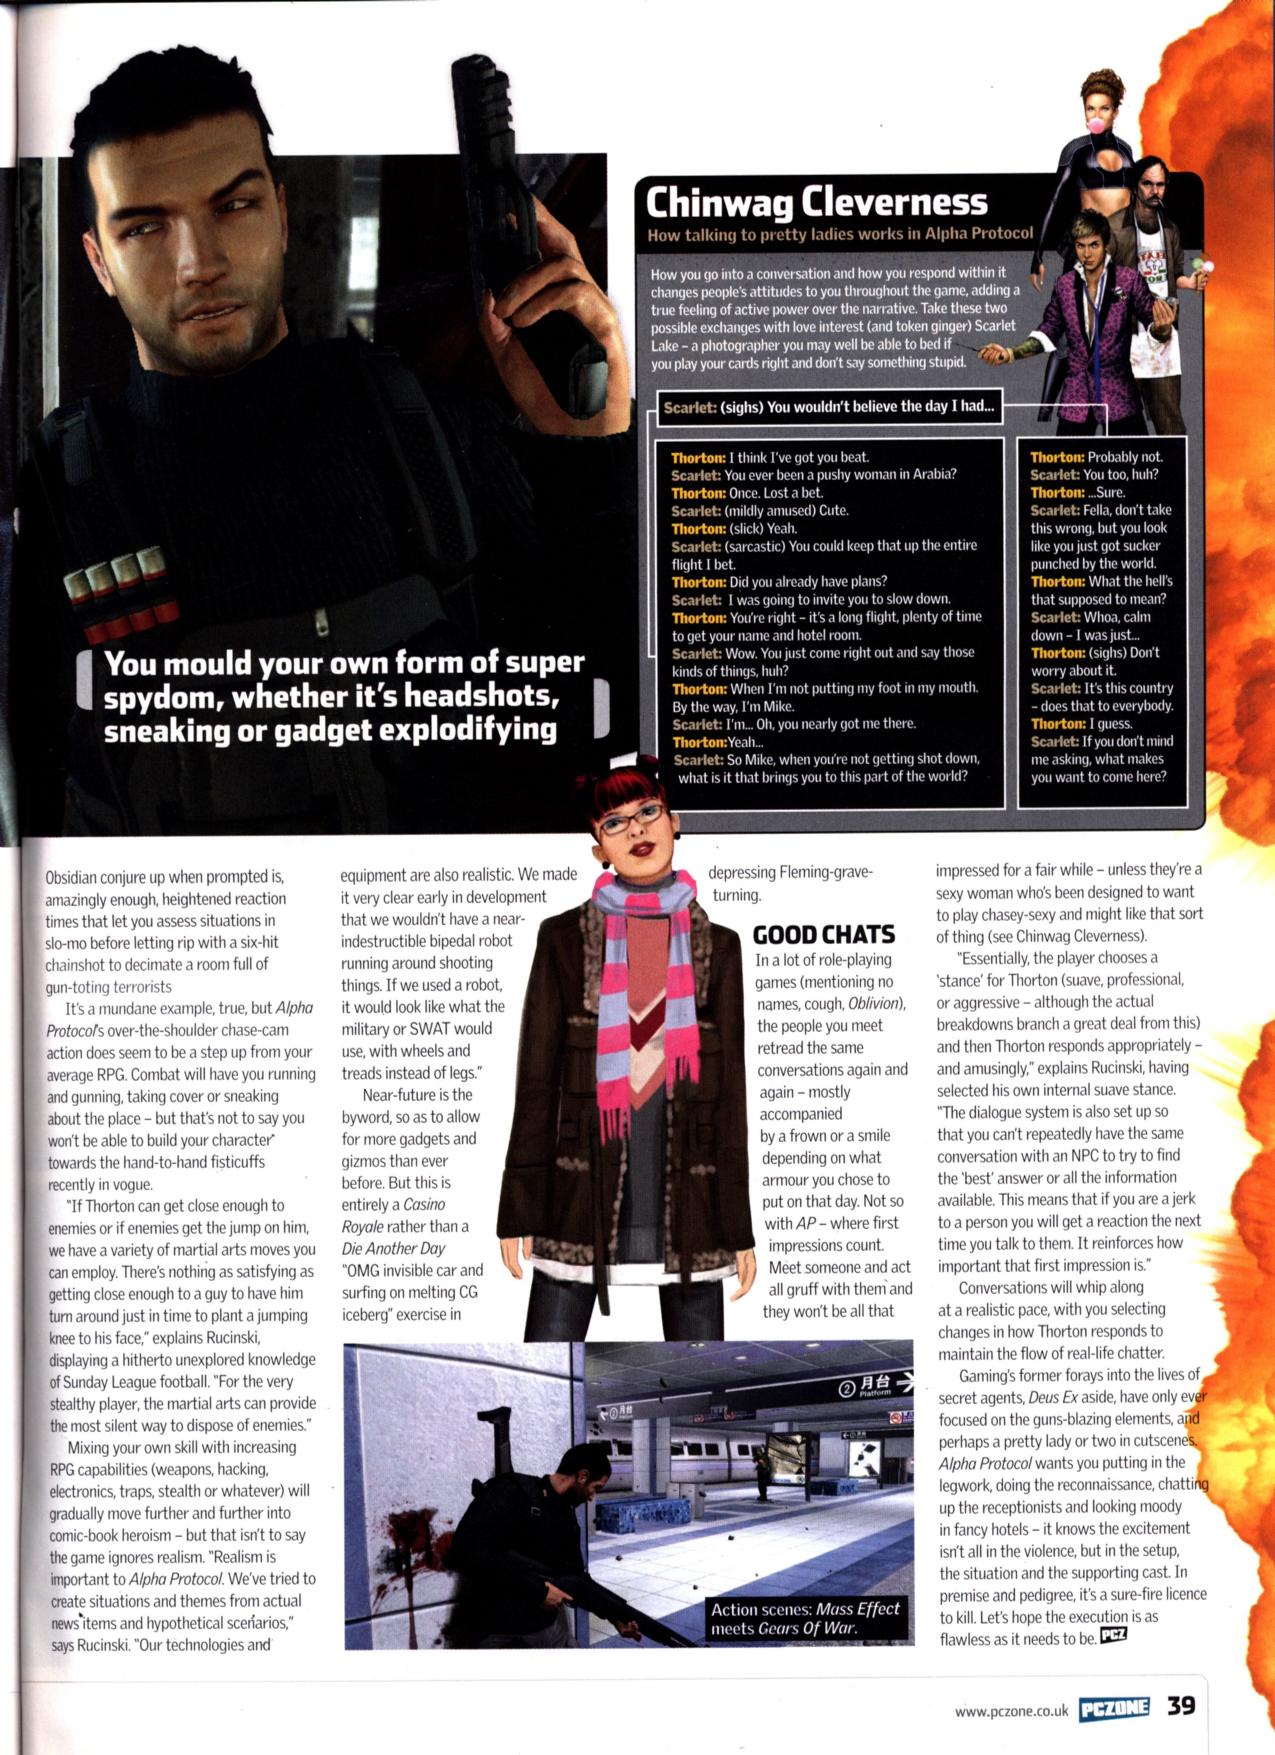 Chinwag Cleverness
How talking to pretty ladies works in Alpha Protocol
How you go into a conversation and how you respond within it
changes people's attitudes to you throughout the game, adding a
true feeling of active power over the narrative. Take these two
possible exchanges with love interest (and token ginger) Scarlet
Lake – a photographer you may well be able to bed if
you play your cards right and don't say something stupid.
Scarlet: (sighs) You wouldn't believe the day I had...
Thorton: I think I've got you beat.
Scarlet: You ever been a pushy woman in Arabia?
Thorton: Once. Lost a bet.
Scarlet: (mildly amused) Cute.
Thorton: (slick) Yeah.
Scarlet: (sarcastic) You could keep that up the entire
flight I bet.
Thorton: Did you already have plans?
Scarlet: I was going to invite you to slow down.
Thorton: You're right – it's a long flight, plenty of time
to get your name and hotel room.
Scarlet: Wow. You just come right out and say those
kinds of things, huh?
Thorton: When I'm not putting my foot in my mouth.
By the way, I'm Mike.
Scarlet: I'm... Oh, you nearly got me there.
Thorton:Yeah...
Scarlet: So Mike, when you're not getting shot down,
what is it that brings you to this part of the world?
Thorton: Probably not.
Scarlet: You too, huh?
Thorton: ...Sure.
Scarlet: Fella, don't take
this wrong, but you look
like you just got sucker
punched by the world.
Thorton: What the hell's
that supposed to mean?
Scarlet: Whoa, calm
down – I was just...
Thorton: (sighs) Don't
worry about it.
Scarlet: It's this country
– does that to everybody.
Thorton: I guess.
Scarlet: If you don't mind
me asking, what makes
you want to come here?
You mould your own form of super
spydom, whether it's headshots,
sneaking or gadget explodifying
Obsidian conjure up when prompted is,
amazingly enough, heightened reaction
times that let you assess situations in
slo-mo before letting rip with a six-hit
chainshot to decimate a room full of
gun-toting terrorists
It's a mundane example, true, but Alpha
Protocol's over-the-shoulder chase-cam
action does seem to be a step up from your
average RPG. Combat will have you running
and gunning, taking cover or sneaking
about the place – but that's not to say you
won't be able to build your character
towards the hand-to-hand fisticuffs
recently in vogue.
"If Thorton can get close enough to
enemies or if enemies get the jump on him,
we have a variety of martial arts moves you
can employ. There's nothing as satisfying as
getting close enough to a guy to have him
turn around just in time to plant a jumping
knee to his face," explains Rucinski,
displaying a hitherto unexplored knowledge
of Sunday League football. "For the very
stealthy player, the martial arts can provide
the most silent way to dispose of enemies."
Mixing your own skill with increasing
RPG capabilities (weapons, hacking,
electronics, traps, stealth or whatever) will
gradually move further and further into
comic-book heroism – but that isn't to say
the game ignores realism. "Realism is
important to Alpha Protocol. We've tried to
create situations and themes from actual
news items and hypothetical scenarios,"
says Rucinski. "Our technologies and
equipment are also realistic. We made
it very clear early in development
that we wouldn't have a near-
indestructible bipedal robot
running around shooting
things. If we used a robot,
it would look like what the
military or SWAT would
use, with wheels and
treads instead of legs."
Near-future is the
byword, so as to allow
for more gadgets and
gizmos than ever
before. But this is
entirely a Casino
Royale rather than a
Die Another Day
"OMG invisible car and
surfing on melting CG
iceberg" exercise in
depressing Fleming-grave-
turning.
GOOD CHATS
In a lot of role-playing
games (mentioning no
names, cough, Oblivion),
the people you meet
retread the same
conversations again and
again – mostly
accompanied
by a frown or a smile
depending on what
armour you chose to
put on that day. Not so
with AP – where first
impressions count.
Meet someone and act
all gruff with them and
they won't be all that
impressed for a fair while – unless they're a
sexy woman who's been designed to want
to play chasey-sexy and might like that sort
of thing (see Chinwag Cleverness).
"Essentially, the player chooses a
'stance' for Thorton (suave, professional,
or aggressive – although the actual
breakdowns branch a great deal from this)
and then Thorton responds appropriately –
and amusingly," explains Rucinski, having
selected his own internal suave stance.
"The dialogue system is also set up so
that you can't repeatedly have the same
conversation with an NPC to try to find
the 'best' answer or all the information
available. This means that if you are a jerk
to a person you will get a reaction the next
time you talk to them. It reinforces how
important that first impression is."
Conversations will whip along
at a realistic pace, with you selecting
changes in how Thorton responds to
maintain the flow of real-life chatter.
Gaming's former forays into the lives of
secret agents, Deus Ex aside, have only ever
focused on the guns-blazing elements, and
perhaps a pretty lady or two in cutscenes.
Alpha Protocol wants you putting in the
legwork, doing the reconnaissance, chatting
up the receptionists and looking moody
in fancy hotels – it knows the excitement
isn't all in the violence, but in the setup,
the situation and the supporting cast. In
premise and pedigree, it's a sure-fire licence
to kill. Let's hope the execution is as
flawless as it needs to be. PCZ
2 月台
Platform
Action scenes: Mass Effect
meets Gears Of War.
www.pczone.co.uk PCZONE 39